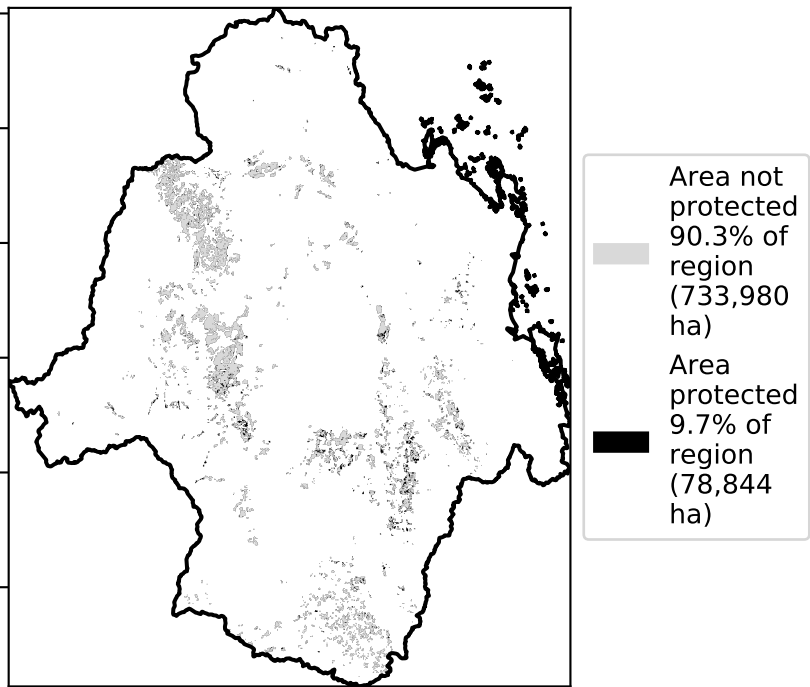 Area not
protected
90.3% of
region
(733,980
ha)
Area
protected
9.7% of
region
(78,844
ha)